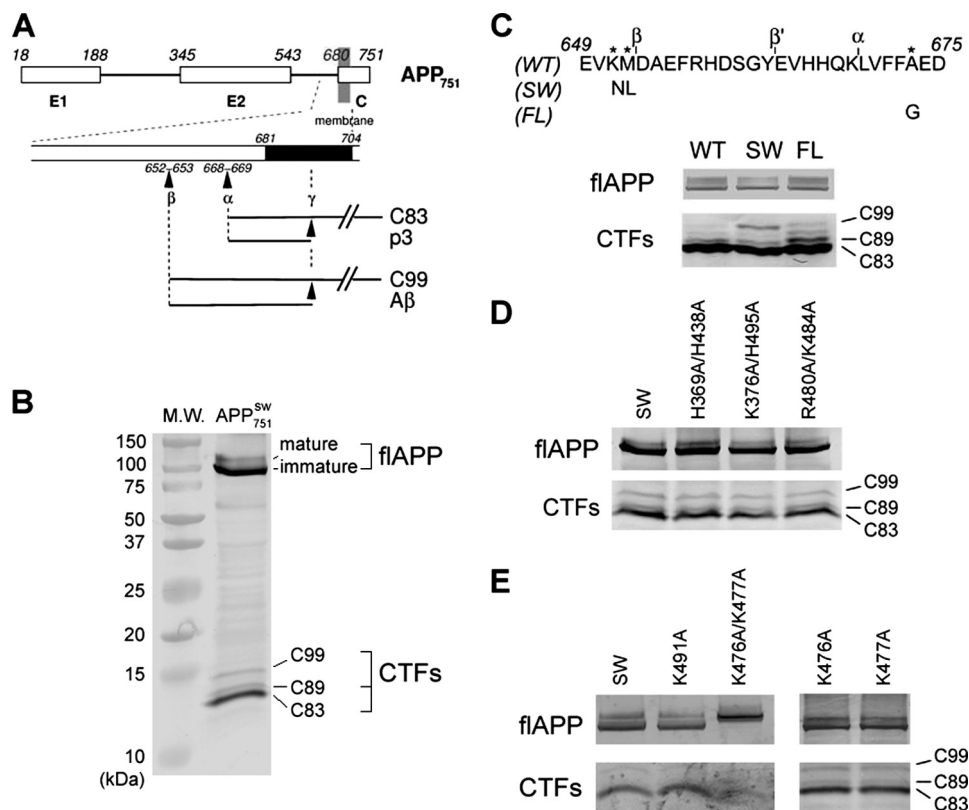 A
18 188 345 543 680 751
APP751
E1 E2 C
membrane
681 704
652–653 668–669
β α γ
C83
p3
C99
Aβ
B
M.W. APP751SW
150
100
75
50
37
25
20
15
10
(kDa)
mature
immature
flAPP
C99
C89
C83
CTFs
C
649 * * β β' α * 675
(WT) EVKMDAEFRHDSGYEVHHQKLVFFAED
(SW) NL
(FL) G
WT SW FL
flAPP
CTFs
C99
C89
C83
D
SW H369A/H438A K376A/H495A R480A/K484A
flAPP
CTFs
C99
C89
C83
E
SW K491A K476A/K477A K476A K477A
flAPP
CTFs
C99
C89
C83